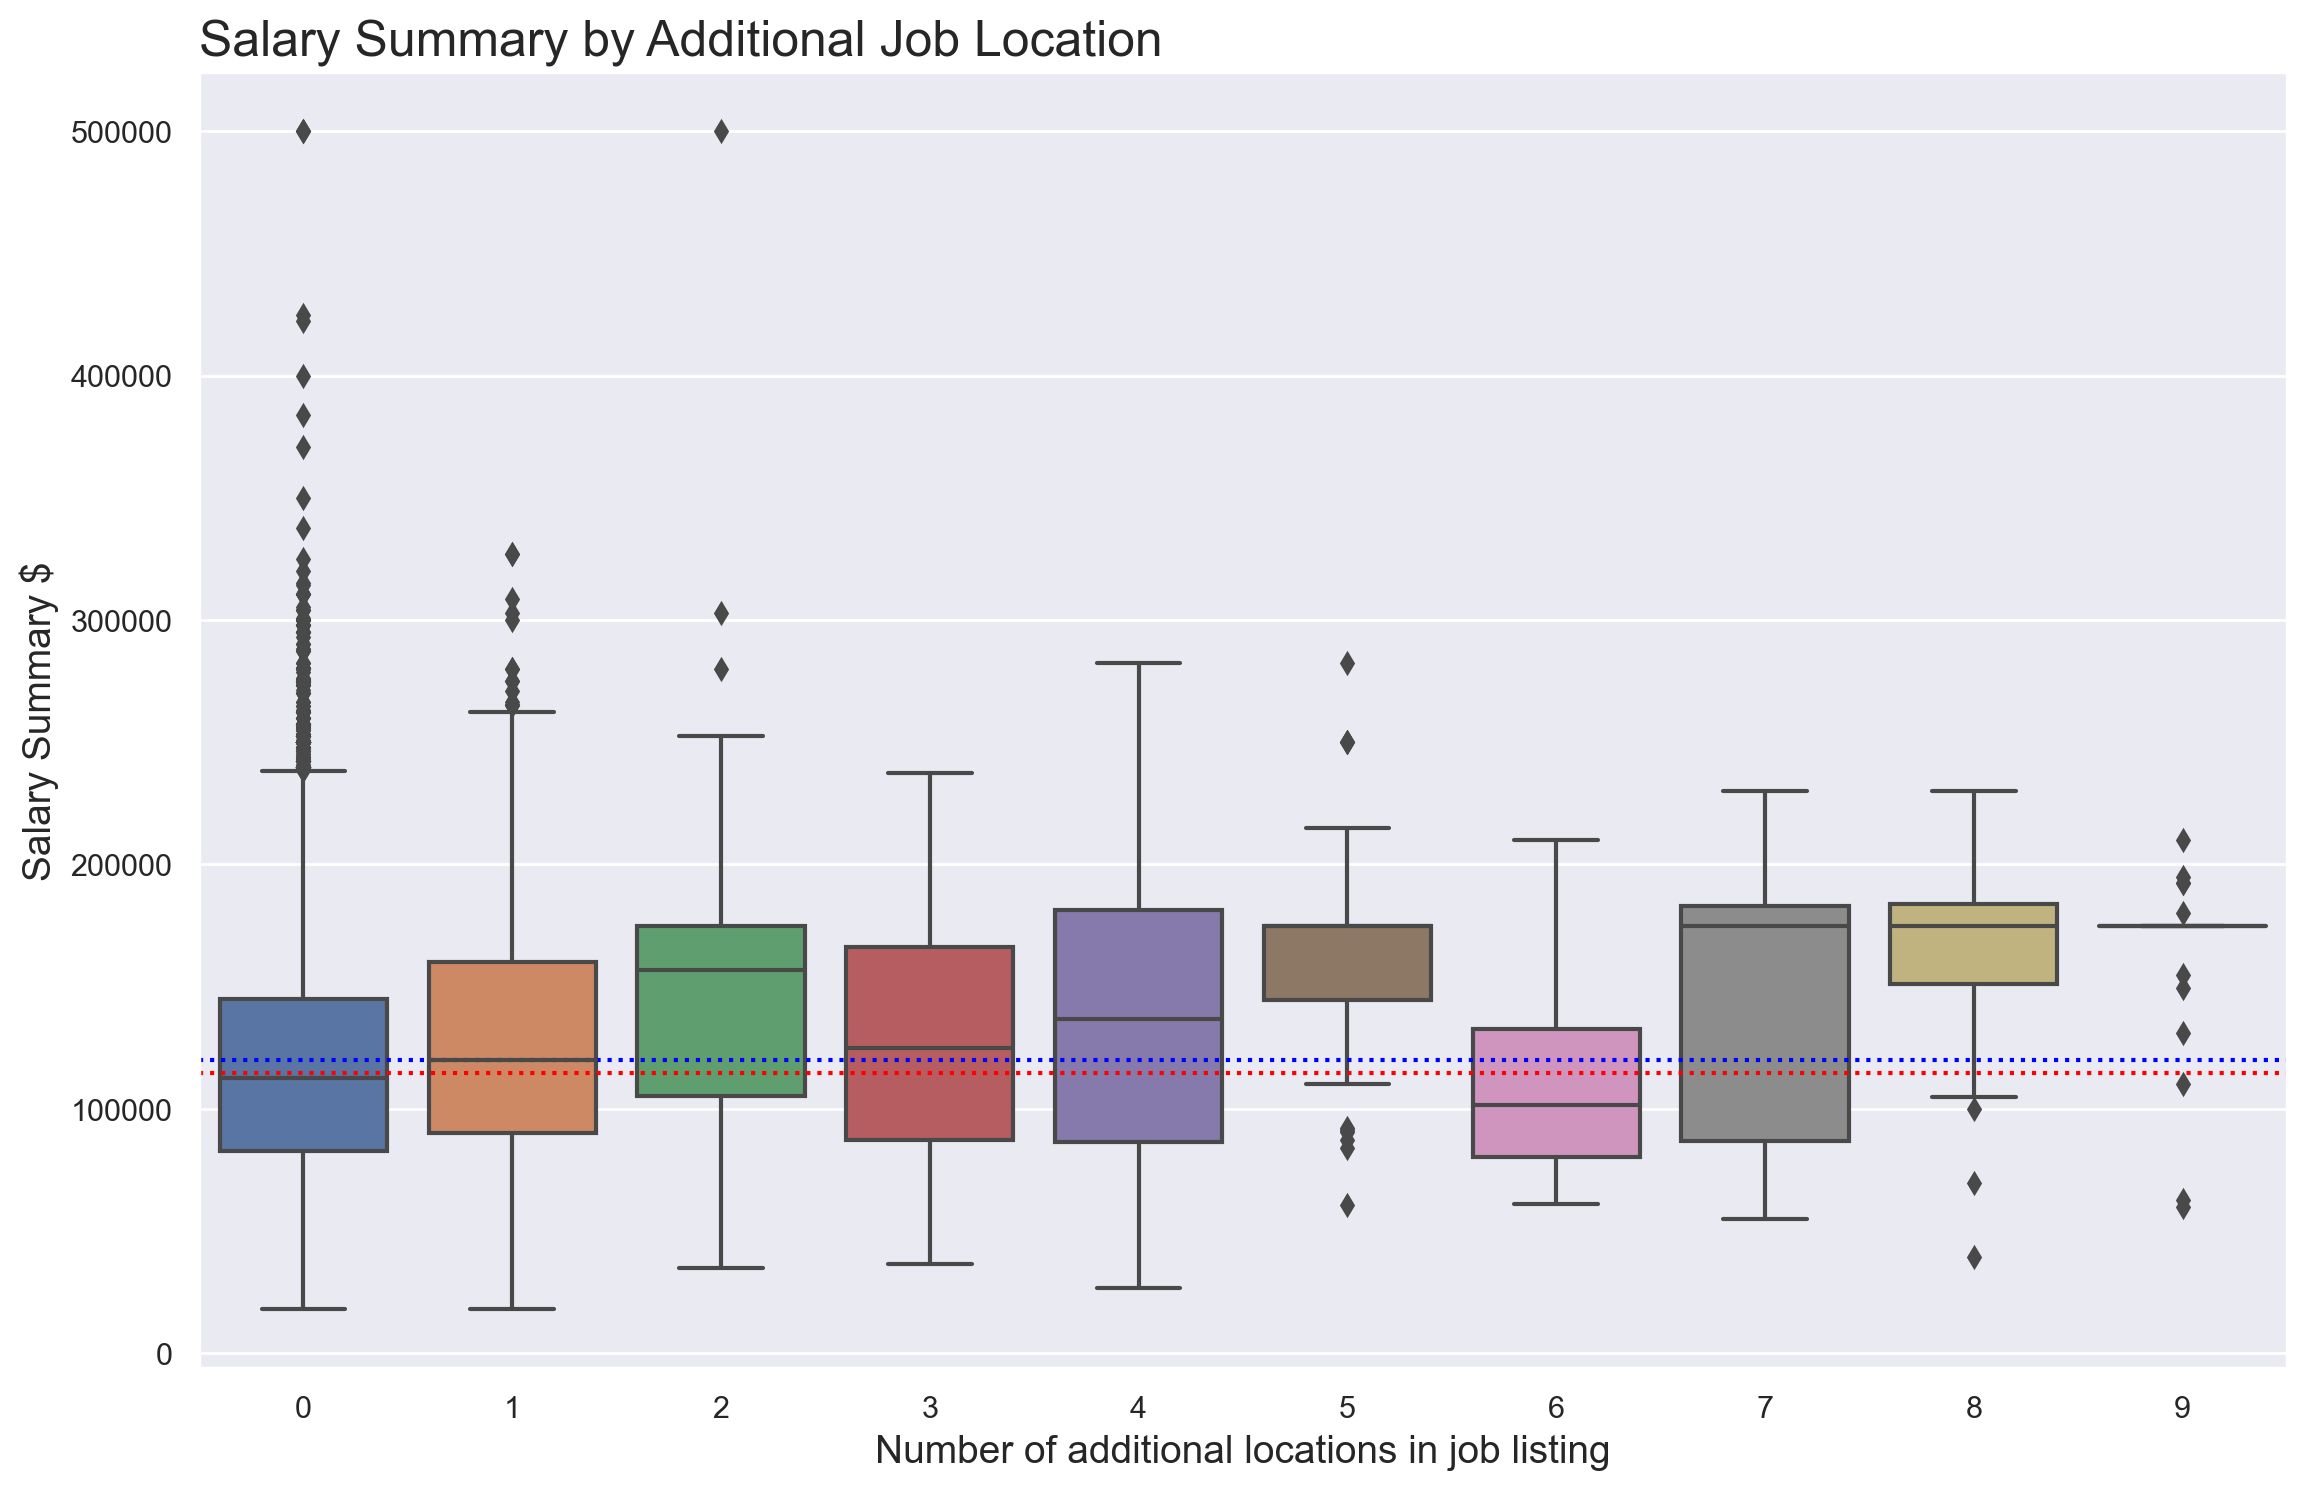 Salary Summary by Additional Job Location
Salary Summary $
500000
400000
300000
200000
100000
0
0 1 2 3 4 5 6 7 8 9
Number of additional locations in job listing